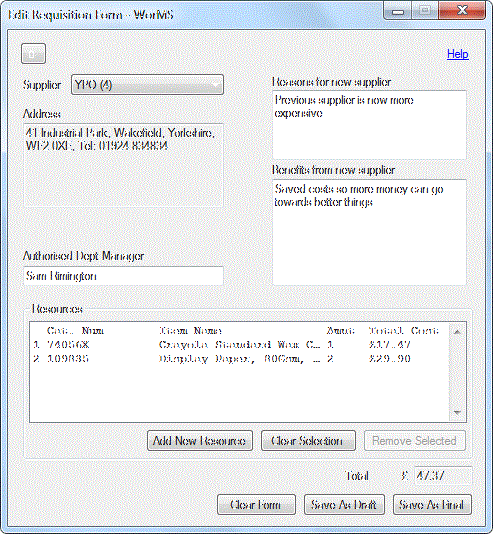 Edit Requisition Form - WorMS
Help
Supplier YPO (4)
Address
41 Industrial Park, Wakefield, Yorkshire,
WF2 0XE, Tel: 01924 834834
Authorised Dept Manager
Sam Rimington
Reasons for new supplier
Previous supplier is now more
expensive
Benefits from new supplier
Saved costs so more money can go
towards better things
Resources
Cat. Num Item Name Amnt Total Cost
1 74056X Crayola Standard Wax C... 1 £17.47
2 109835 Display Paper, 80Gsm, ... 2 £29.90
Add New Resource Clear Selection Remove Selected
Total £ 47.37
Clear Form Save As Draft Save As Final